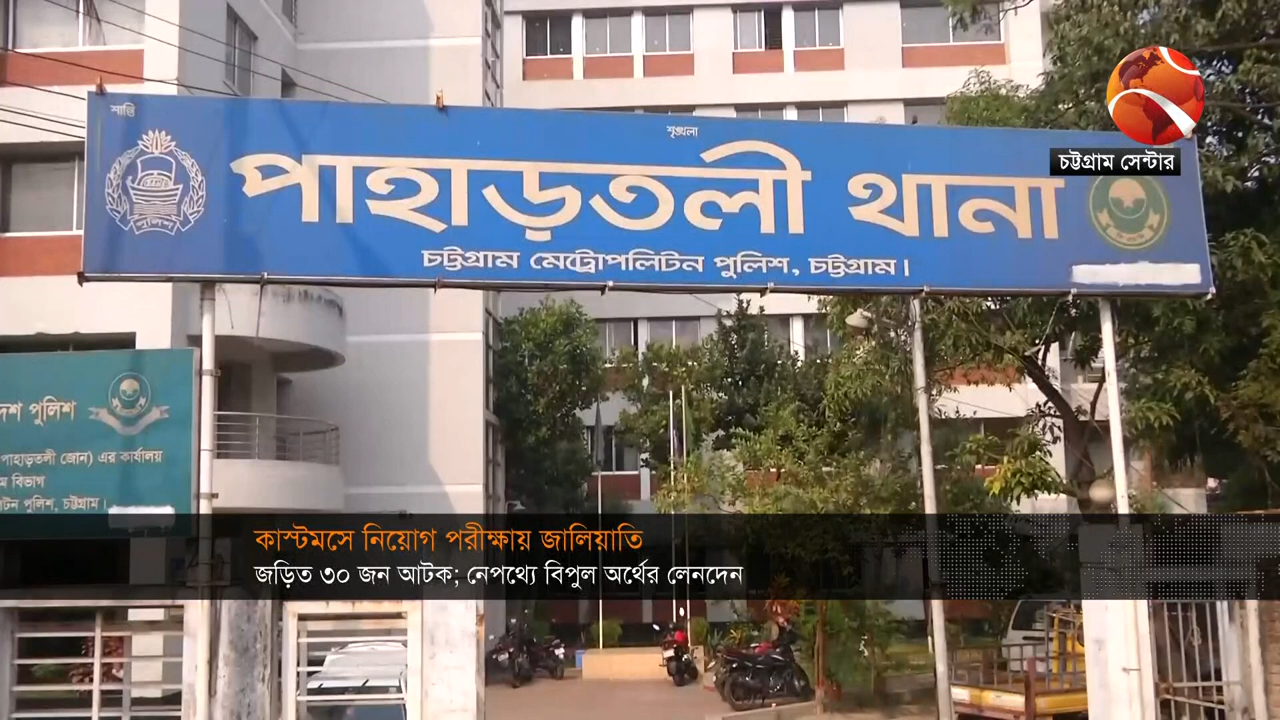 শান্তি
শৃঙ্খলা
পাহাড়তলী থানা
চট্টগ্রাম মেট্রোপলিটন পুলিশ, চট্টগ্রাম।
পুলিশ
চট্টগ্রাম সেন্টার
দেশ পুলিশ
পাহাড়তলী জোন) এর কার্যালয়
ম বিভাগ
টন পুলিশ, চট্টগ্রাম।
কাস্টমসে নিয়োগ পরীক্ষায় জালিয়াতি
জড়িত ৩০ জন আটক; নেপথ্যে বিপুল অর্থের লেনদেন